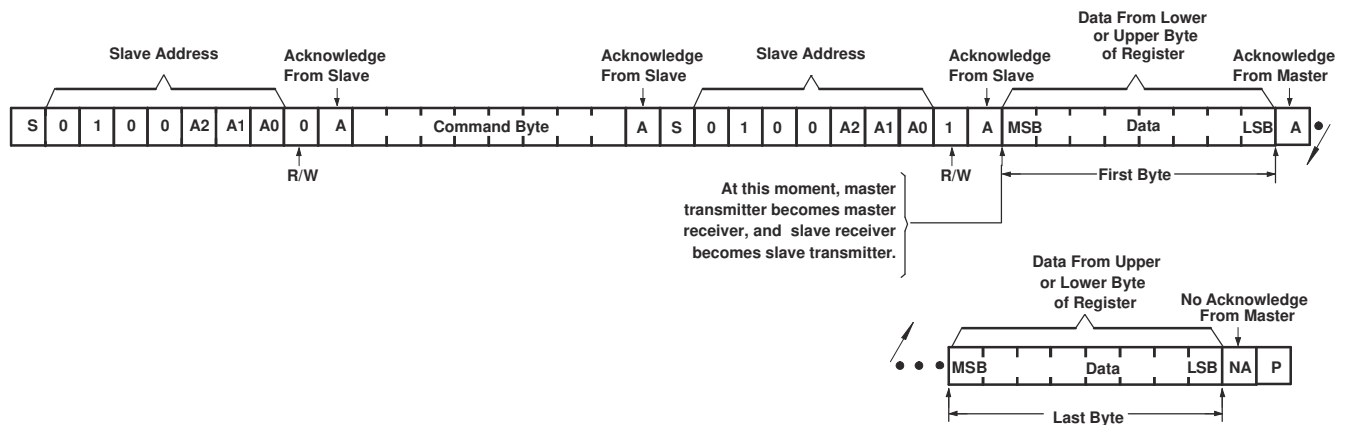 Data From Lower
or Upper Byte
of Register
Slave Address
Acknowledge
From Slave
Acknowledge
From Slave
Slave Address
Acknowledge
From Slave
Acknowledge
From Master
S 0 1 0 0 A2 A1 A0 0 A Command Byte A S 0 1 0 0 A2 A1 A0 1 A MSB Data LSB A
R/W
R/W
First Byte
At this moment, master
transmitter becomes master
receiver, and slave receiver
becomes slave transmitter.
Data From Upper
or Lower Byte
of Register
No Acknowledge
From Master
MSB Data LSB NA P
Last Byte